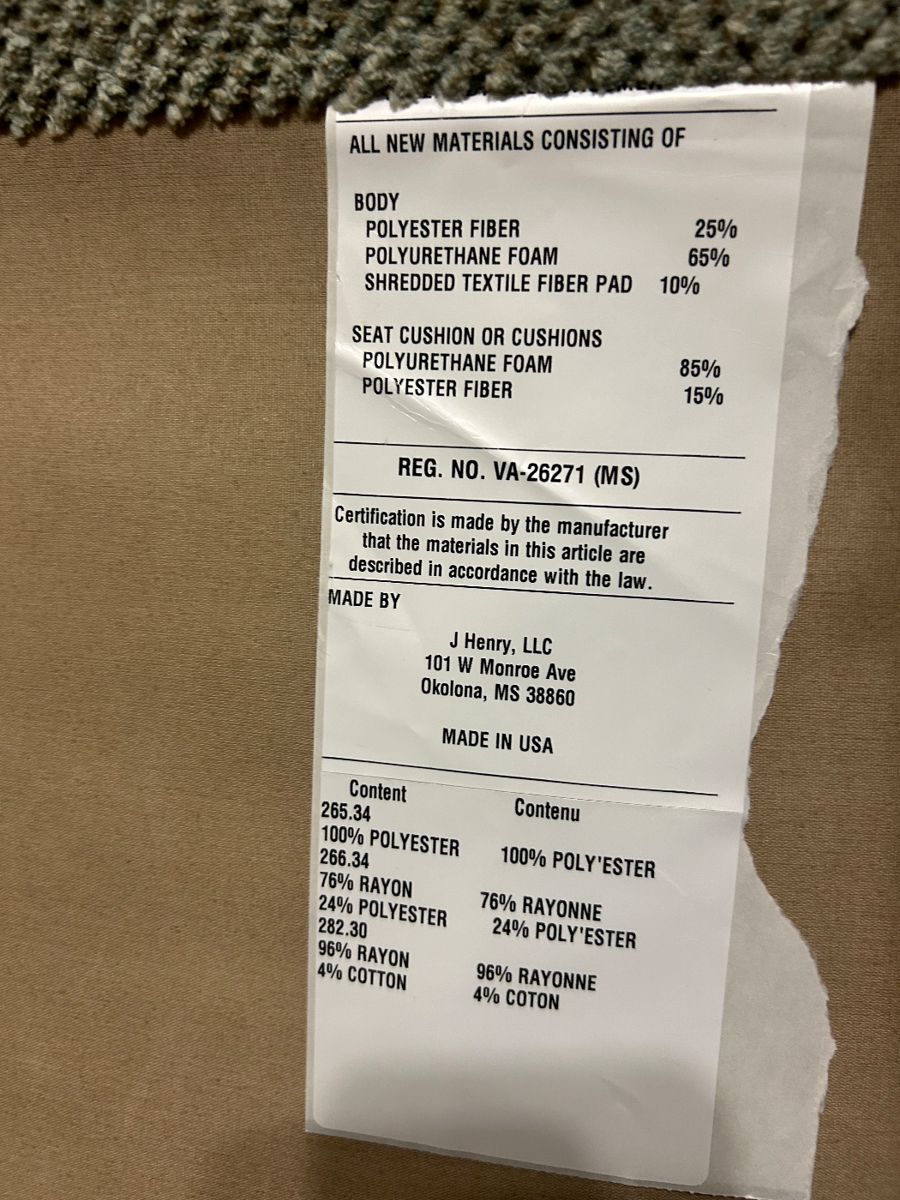 ALL NEW MATERIALS CONSISTING OF
BODY
POLYESTER FIBER 25%
POLYURETHANE FOAM 65%
SHREDDED TEXTILE FIBER PAD 10%
SEAT CUSHION OR CUSHIONS
POLYURETHANE FOAM 85%
POLYESTER FIBER 15%
REG. NO. VA-26271 (MS)
Certification is made by the manufacturer
that the materials in this article are
described in accordance with the law.
MADE BY
J Henry, LLC
101 W Monroe Ave
Okolona, MS 38860
MADE IN USA
Content Contenu
265.34
100% POLYESTER 100% POLY'ESTER
266.34
76% RAYON 76% RAYONNE
24% POLYESTER 24% POLY'ESTER
282.30
96% RAYON 96% RAYONNE
4% COTTON 4% COTON